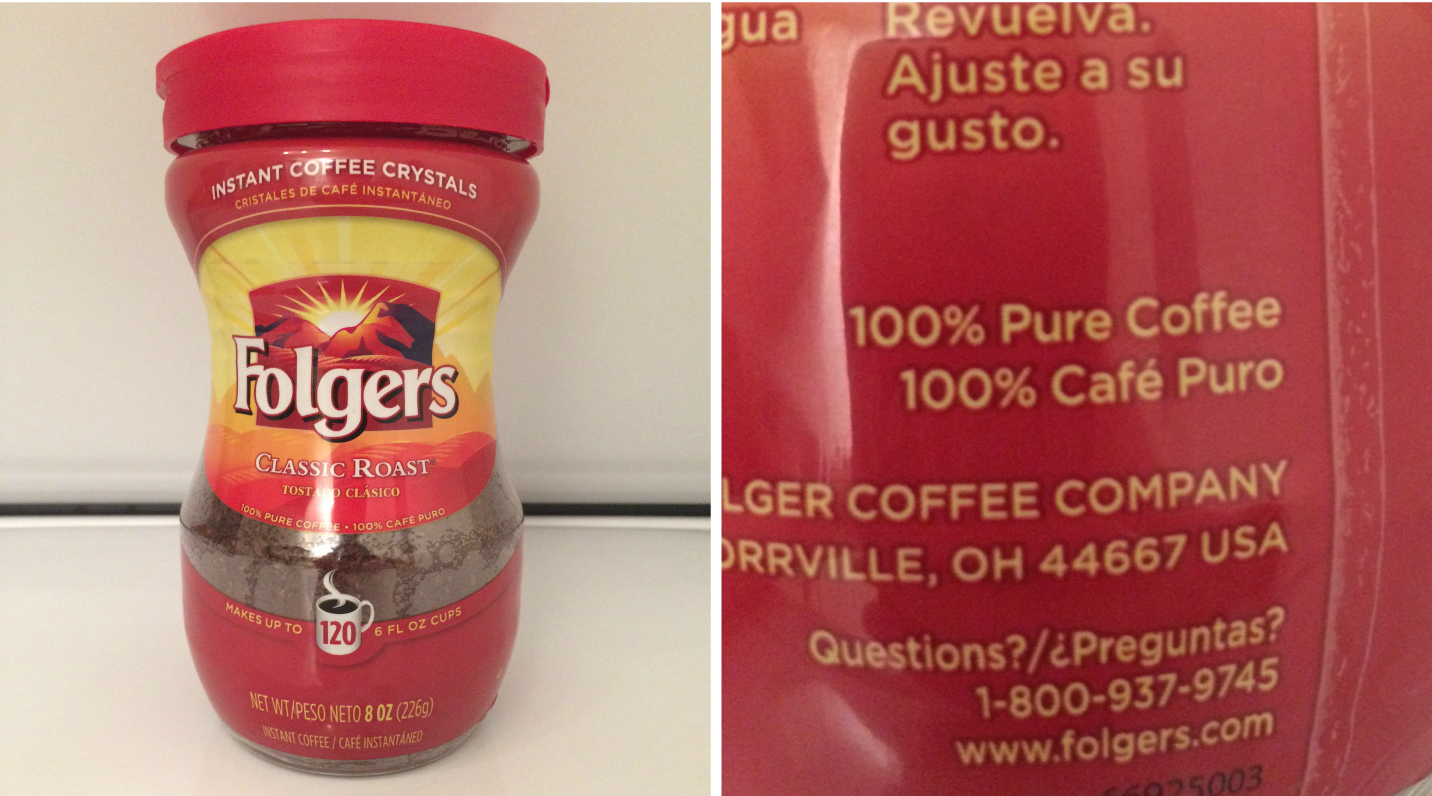 INSTANT COFFEE CRYSTALS
CRISTALES DE CAFÉ INSTANTÁNEO
Folgers
CLASSIC ROAST
TOSTADO CLÁSICO
100% PURE COFFEE • 100% CAFÉ PURO
MAKES UP TO 120 6 FL OZ CUPS
NET WT/PESO NETO 8 OZ (226g)
INSTANT COFFEE / CAFÉ INSTANTÁNEO
Revuelva.
Ajuste a su
gusto.
100% Pure Coffee
100% Café Puro
COFFEE COMPANY
OH 44667 USA
Questions?/¿Preguntas?
1-800-937-9745
www.folgers.com